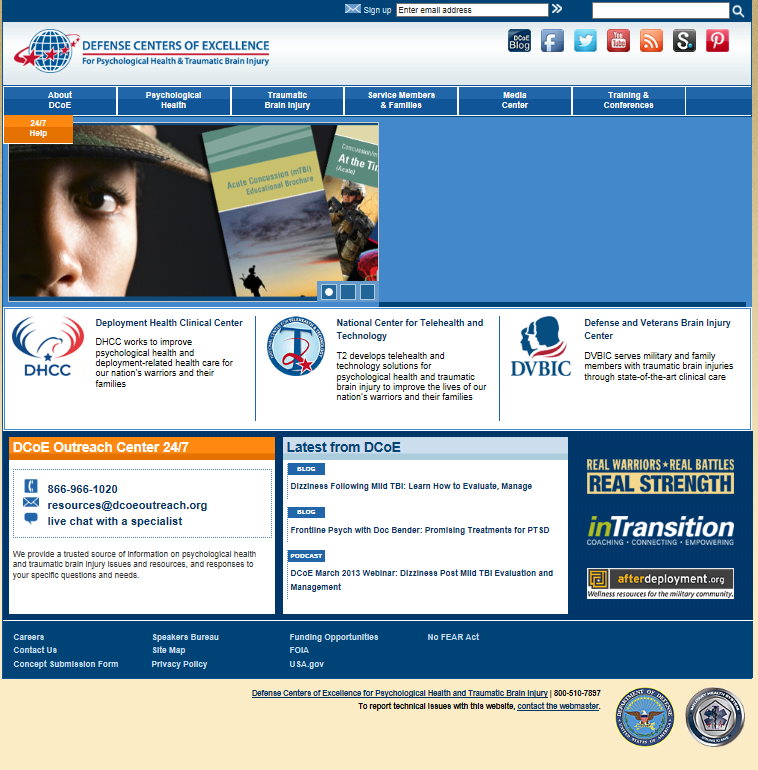 Sign up
Enter email address
DEFENSE CENTERS OF EXCELLENCE
For Psychological Health & Traumatic Brain Injury
DCoE
Blog
You
Tube
S.
About
DCoE
Psychological
Health
Traumatic
Brain Injury
Service Members
& Families
Media
Center
Training &
Conferences
24/7
Help
Acute Concussion (mTBI)
Educational Brochure
At the
(Acute)
DHCC
Deployment Health Clinical Center
DHCC works to improve
psychological health and
deployment-related health care for
our nation's warriors and their
families
National Center for Telehealth and
Technology
T2 develops telehealth and
technology solutions for
psychological health and traumatic
brain injury to improve the lives of our
nation's warriors and their families
DVBIC
Defense and Veterans Brain Injury
Center
DVBIC serves military and family
members with traumatic brain injuries
through state-of-the-art clinical care
DCoE Outreach Center 24/7
866-966-1020
resources@dcoeoutreach.org
live chat with a specialist
We provide a trusted source of information on psychological health
and traumatic brain injury issues and resources, and responses to
your specific questions and needs.
Latest from DCoE
BLOG
Dizziness Following Mild TBI: Learn How to Evaluate, Manage
BLOG
Frontline Psych with Doc Bender: Promising Treatments for PTSD
PODCAST
DCoE March 2013 Webinar: Dizziness Post Mild TBI Evaluation and
Management
REAL WARRIORS★REAL BATTLES
REAL STRENGTH
inTransition
COACHING • CONNECTING • EMPOWERING
afterdeployment.org
Wellness resources for the military community.
Careers
Contact Us
Concept Submission Form
Speakers Bureau
Site Map
Privacy Policy
Funding Opportunities
FOIA
USA.gov
No FEAR Act
Defense Centers of Excellence for Psychological Health and Traumatic Brain Injury | 800-510-7897
To report technical issues with this website, contact the webmaster.
DEPARTMENT OF DEFENSE
UNITED STATES OF AMERICA